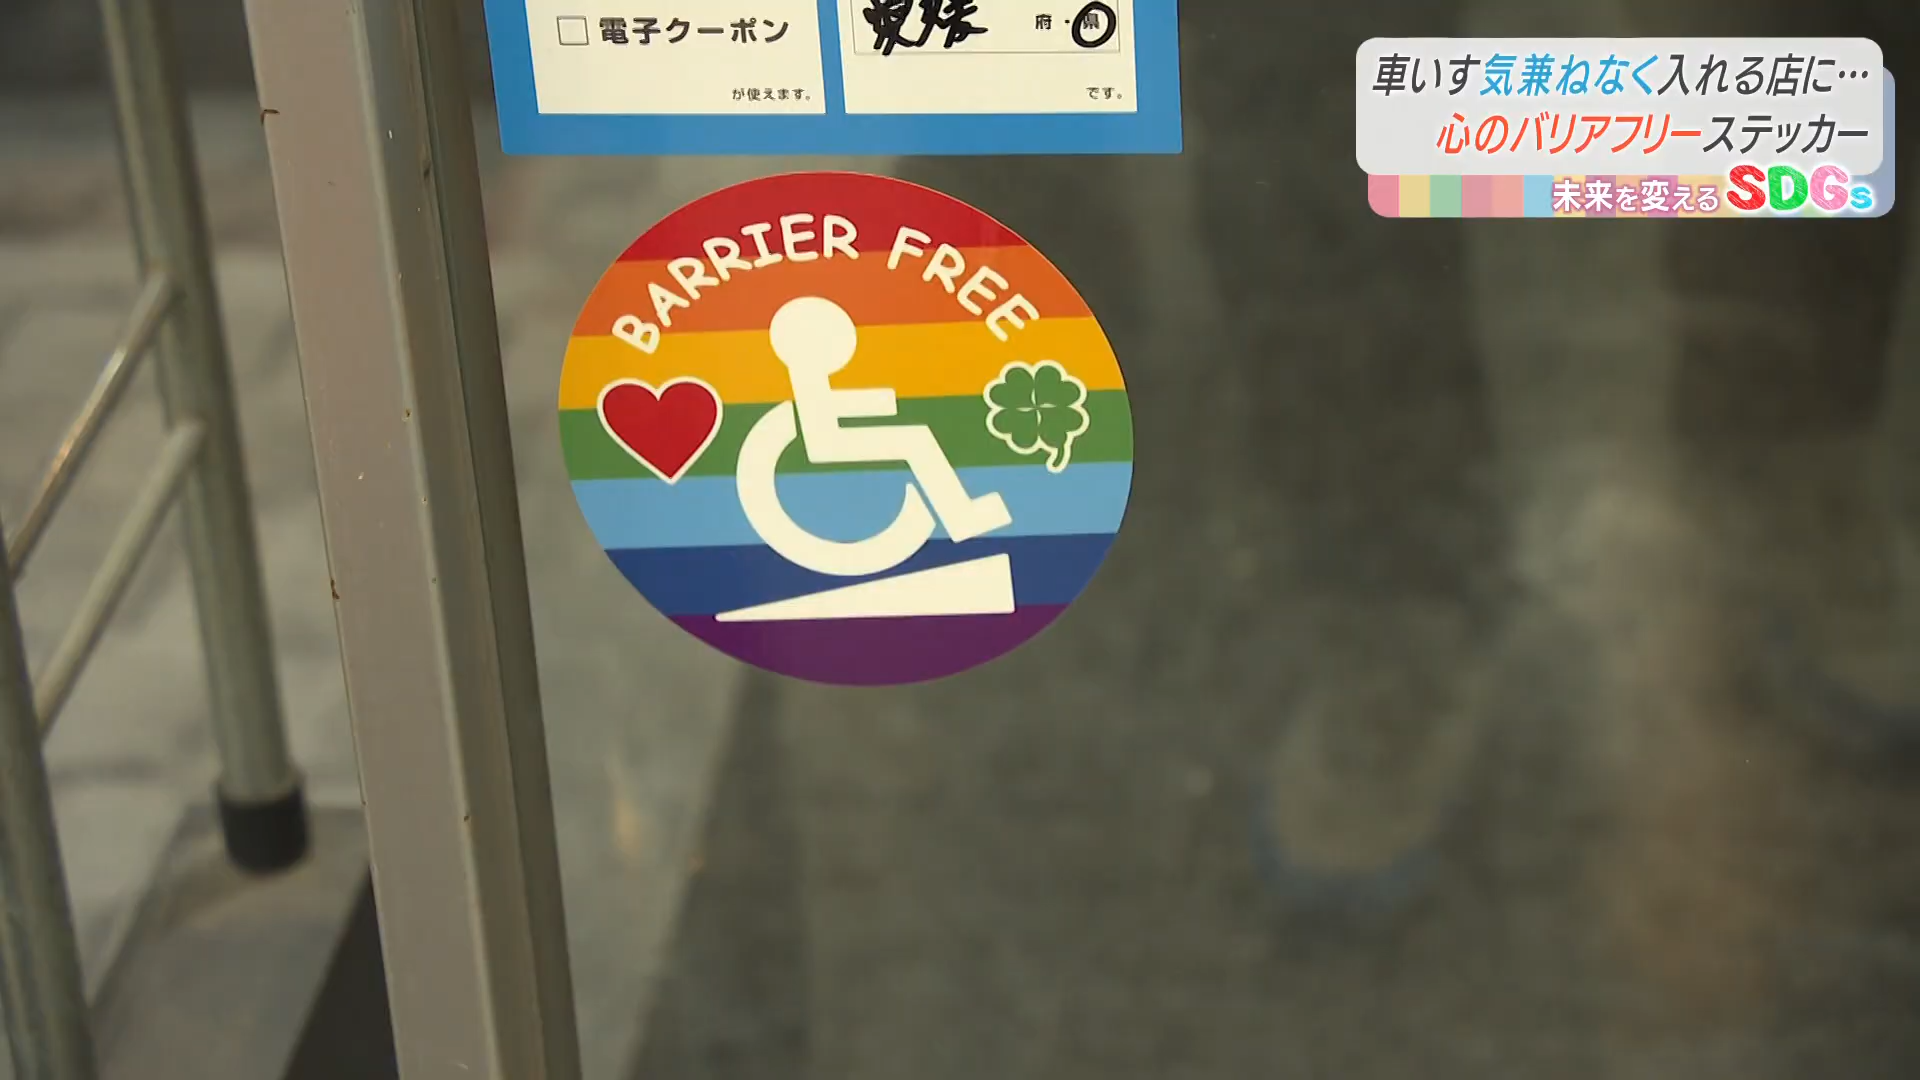 電子クーポン
が使えます。
愛媛 府・県
です。
車いす気兼ねなく入れる店に…
心のバリアフリーステッカー
未来を変えるSDGs
BARRIER FREE